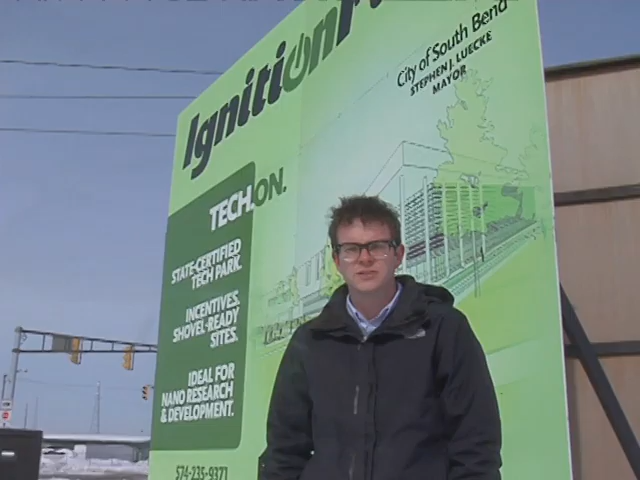 Ignition
City of South Bend
STEPHEN J. LUECKE
MAYOR
TECH.ON.
STATE-CERTIFIED
TECH PARK.
INCENTIVES.
SHOVEL-READY
SITES.
IDEAL FOR
NANO RESEARCH
& DEVELOPMENT.
574-235-9371